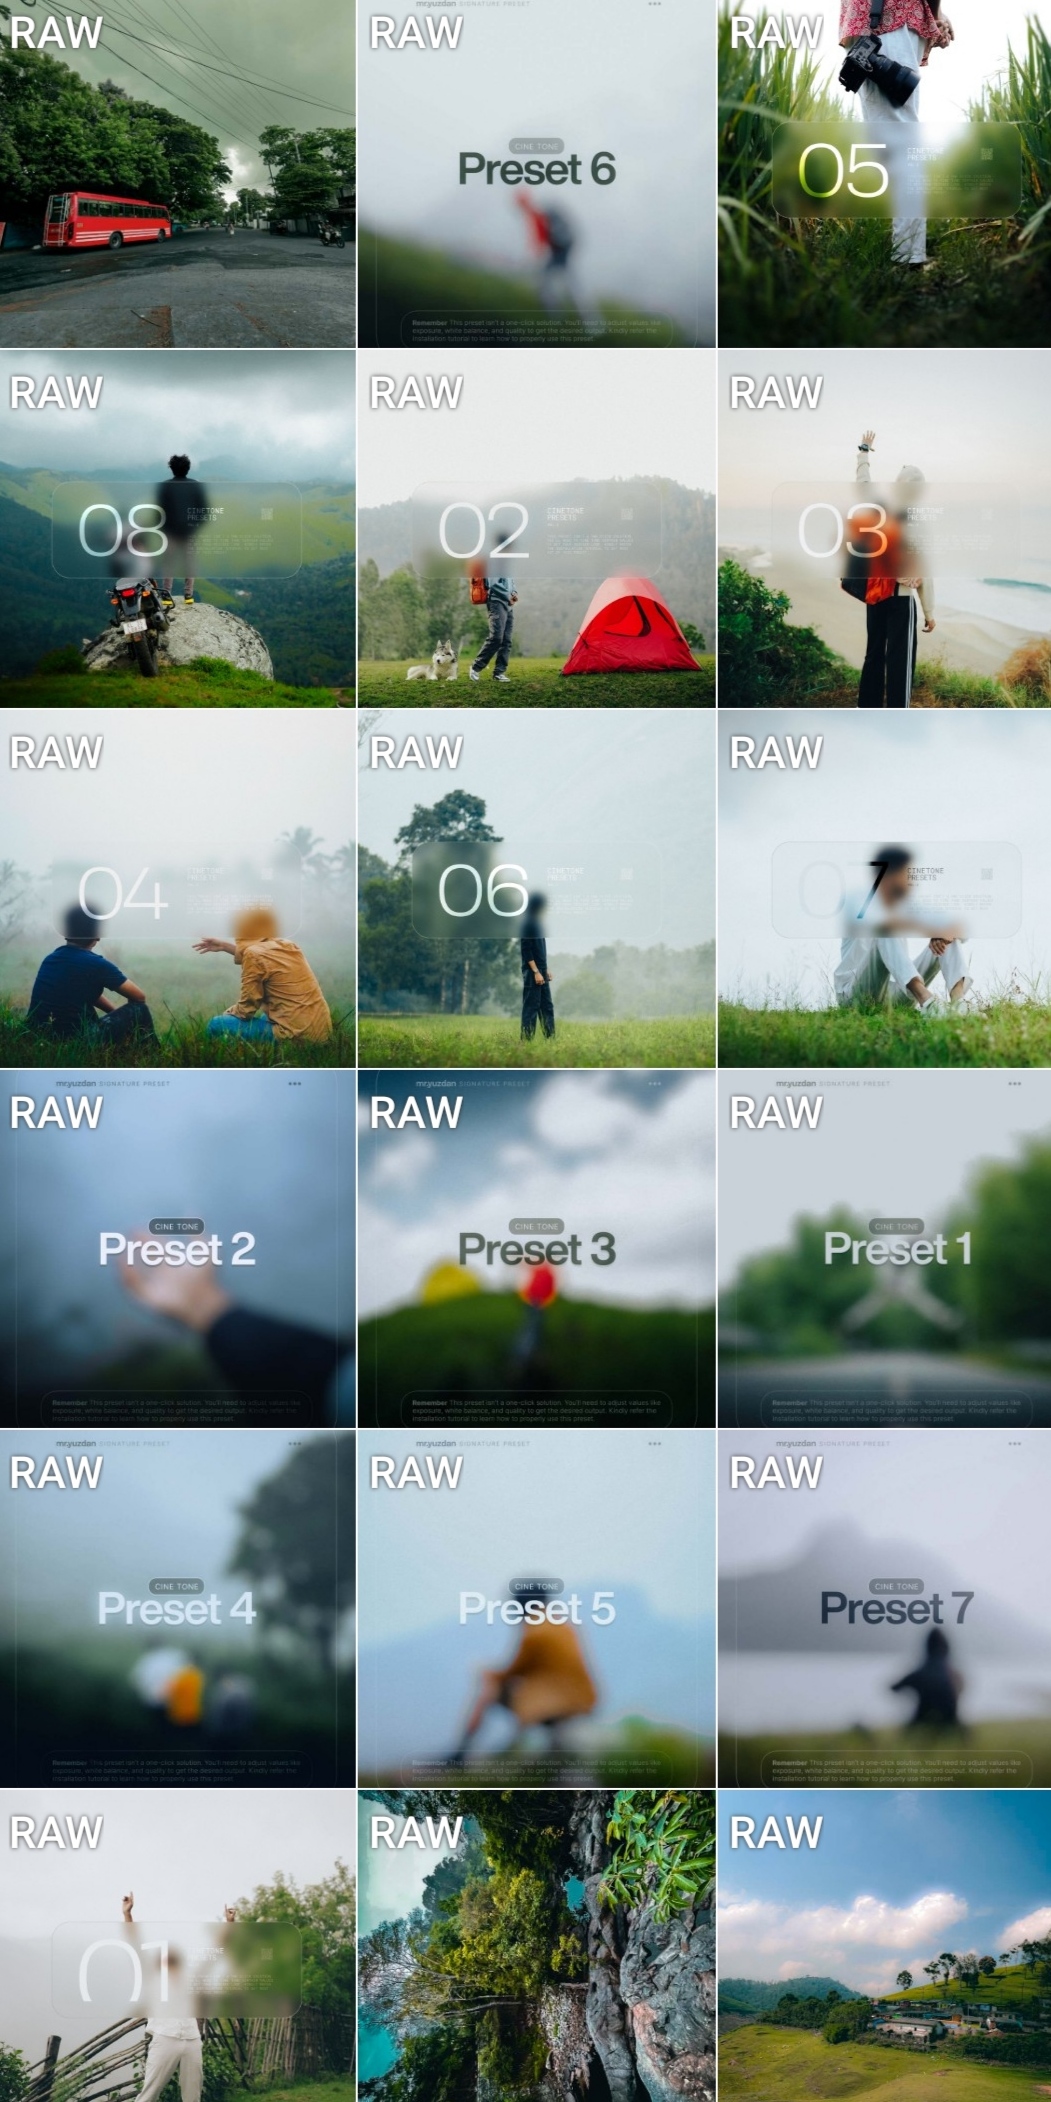 RAW
mr.yuzdan SIGNATURE PRESET
RAW
CINE TONE
Preset 6
Remember This preset isn't a one-click solution. You'll need to adjust values like
exposure, white balance, and quality to get the desired output. Kindly refer the
installation tutorial to learn how to properly use this preset.
RAW
05
CINETONE
PRESETS
RAW
08
CINETONE
PRESETS
RAW
02
CINETONE
PRESETS
RAW
03
CINETONE
PRESETS
RAW
04
CINETONE
PRESETS
RAW
06
CINETONE
PRESETS
RAW
07
CINETONE
PRESETS
mr.yuzdan SIGNATURE PRESET
RAW
CINE TONE
Preset 2
Remember This preset isn't a one-click solution. You'll need to adjust values like
exposure, white balance, and quality to get the desired output. Kindly refer the
installation tutorial to learn how to properly use this preset.
mr.yuzdan SIGNATURE PRESET
RAW
CINE TONE
Preset 3
Remember This preset isn't a one-click solution. You'll need to adjust values like
exposure, white balance, and quality to get the desired output. Kindly refer the
installation tutorial to learn how to properly use this preset.
mr.yuzdan SIGNATURE PRESET
RAW
CINE TONE
Preset 1
Remember This preset isn't a one-click solution. You'll need to adjust values like
exposure, white balance, and quality to get the desired output. Kindly refer the
installation tutorial to learn how to properly use this preset.
mr.yuzdan SIGNATURE PRESET
RAW
CINE TONE
Preset 4
Remember This preset isn't a one-click solution. You'll need to adjust values like
exposure, white balance, and quality to get the desired output. Kindly refer the
installation tutorial to learn how to properly use this preset.
mr.yuzdan SIGNATURE PRESET
RAW
CINE TONE
Preset 5
Remember This preset isn't a one-click solution. You'll need to adjust values like
exposure, white balance, and quality to get the desired output. Kindly refer the
installation tutorial to learn how to properly use this preset.
mr.yuzdan SIGNATURE PRESET
RAW
CINE TONE
Preset 7
Remember This preset isn't a one-click solution. You'll need to adjust values like
exposure, white balance, and quality to get the desired output. Kindly refer the
installation tutorial to learn how to properly use this preset.
RAW
01
CINETONE
PRESETS
RAW
RAW